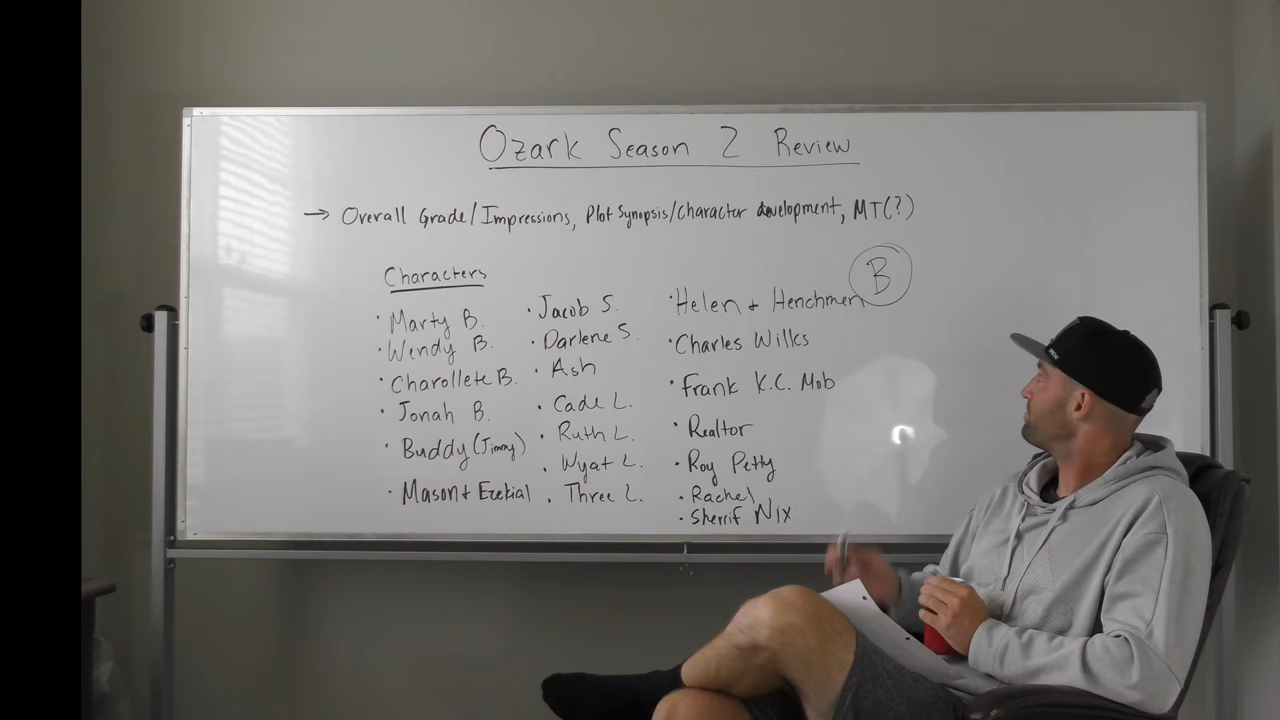 Ozark Season 2 Review
→ Overall Grade/Impressions, Plot Synopsis/Character development, MT(?)
Characters
B
· Marty B.
· Wendy B.
· Charollete B.
· Jonah B.
· Buddy (Jimmy)
· Mason + Ezekial
· Jacob S.
· Darlene S.
· Ash
· Cade L.
· Ruth L.
· Wyat L.
· Three L.
· Helen + Henchmen
· Charles Wilks
· Frank K.C. Mob
· Realtor
· Roy Petty
· Rachel
· Sherrif Nix